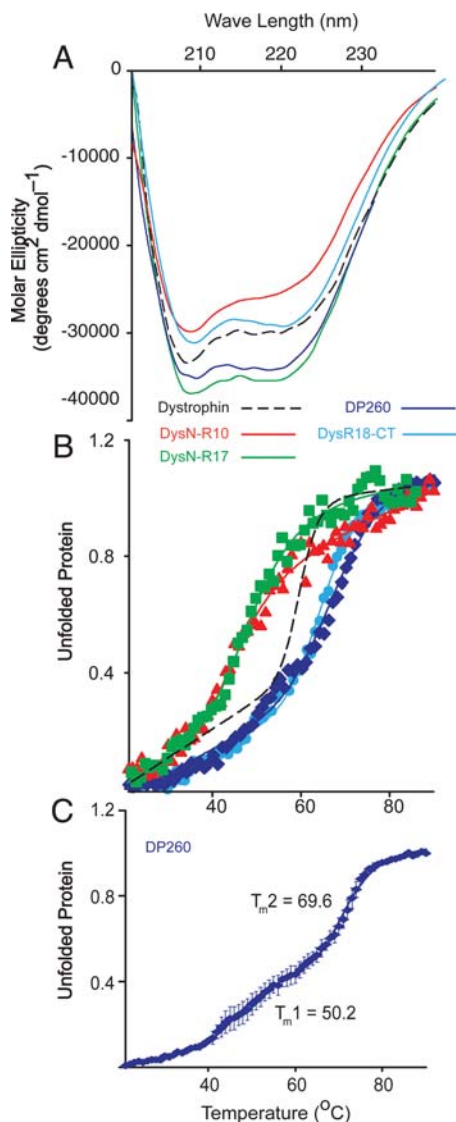 Wave Length (nm)
A
210 220 230
0
-10000
-20000
-30000
-40000
Molar Ellipticity
(degrees cm² dmol⁻¹)
Dystrophin
DP260
DysN-R10
DysR18-CT
DysN-R17
B
1.2
0.8
0.4
Unfolded Protein
40 60 80
C
1.2
DP260
0.8
0.4
Unfolded Protein
Tm2 = 69.6
Tm1 = 50.2
40 60 80
Temperature (°C)